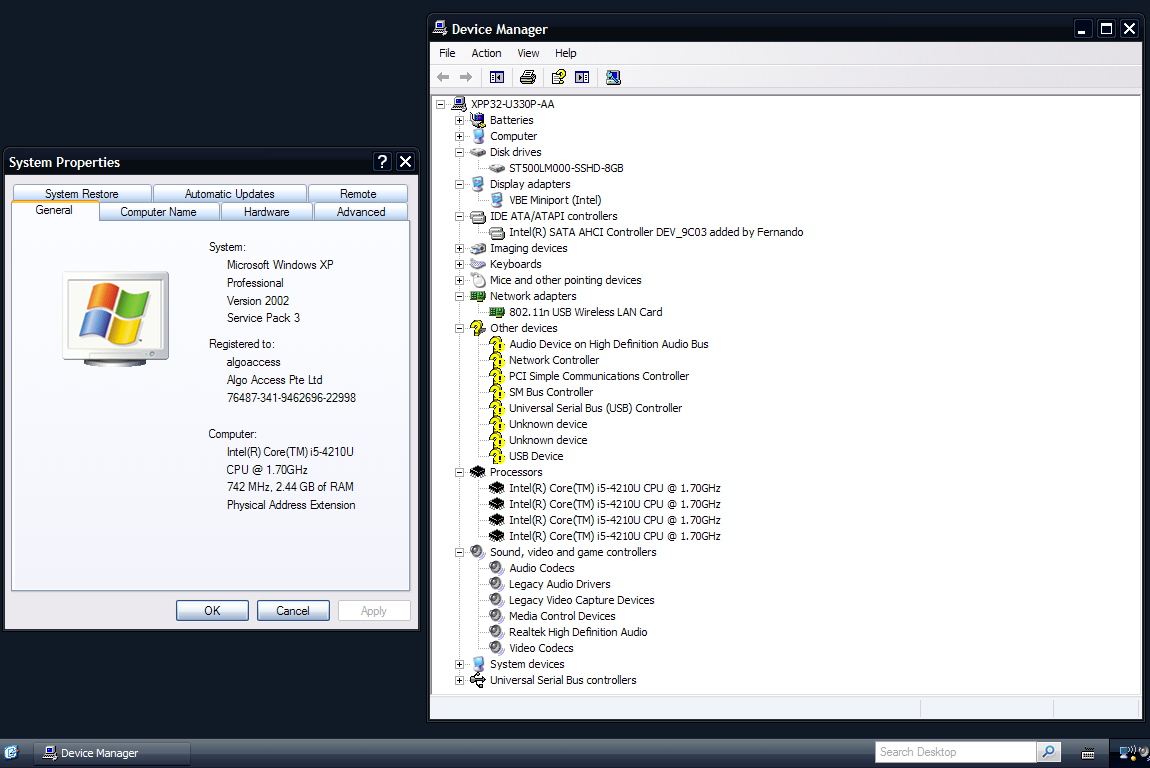 System Properties
System Restore
Automatic Updates
Remote
General
Computer Name
Hardware
Advanced
System:
Microsoft Windows XP
Professional
Version 2002
Service Pack 3
Registered to:
algoaccess
Algo Access Pte Ltd
76487-341-9462696-22998
Computer:
Intel(R) Core(TM) i5-4210U
CPU @ 1.70GHz
742 MHz, 2.44 GB of RAM
Physical Address Extension
OK
Cancel
Apply
Device Manager
File Action View Help
XPP32-U330P-AA
Batteries
Computer
Disk drives
ST500LM000-SSHD-8GB
Display adapters
VBE Miniport (Intel)
IDE ATA/ATAPI controllers
Intel(R) SATA AHCI Controller DEV_9C03 added by Fernando
Imaging devices
Keyboards
Mice and other pointing devices
Network adapters
802.11n USB Wireless LAN Card
Other devices
Audio Device on High Definition Audio Bus
Network Controller
PCI Simple Communications Controller
SM Bus Controller
Universal Serial Bus (USB) Controller
Unknown device
Unknown device
USB Device
Processors
Intel(R) Core(TM) i5-4210U CPU @ 1.70GHz
Intel(R) Core(TM) i5-4210U CPU @ 1.70GHz
Intel(R) Core(TM) i5-4210U CPU @ 1.70GHz
Intel(R) Core(TM) i5-4210U CPU @ 1.70GHz
Sound, video and game controllers
Audio Codecs
Legacy Audio Drivers
Legacy Video Capture Devices
Media Control Devices
Realtek High Definition Audio
Video Codecs
System devices
Universal Serial Bus controllers
Device Manager
Search Desktop